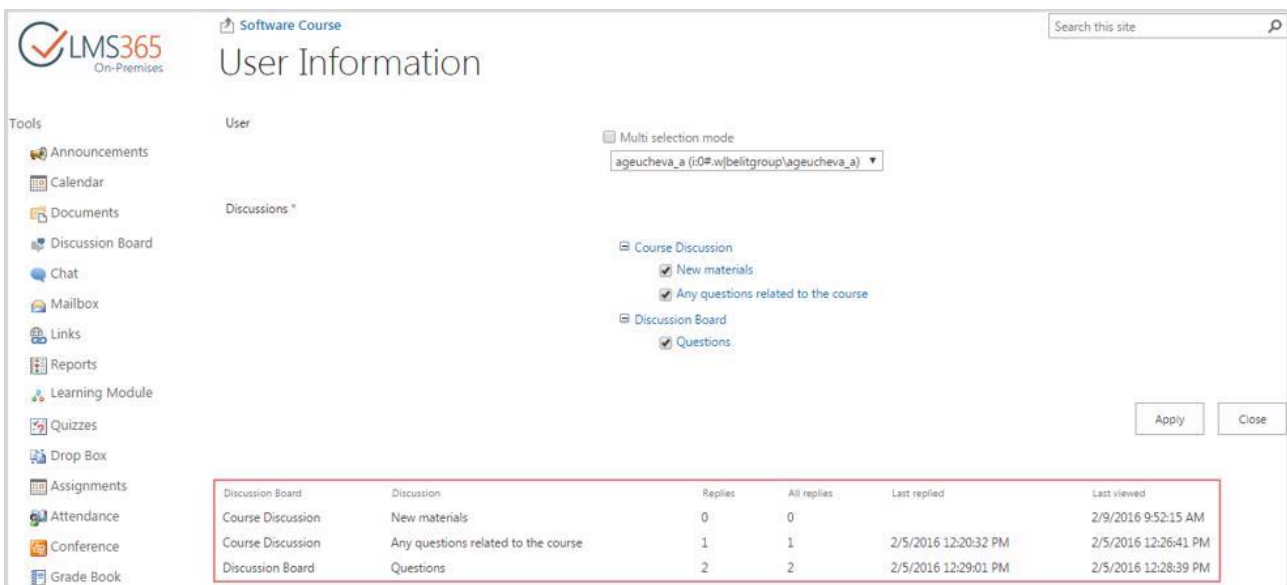 LMS365
On-Premises
Software Course
Search this site
User Information
Tools
Announcements
Calendar
Documents
Discussion Board
Chat
Mailbox
Links
Reports
Learning Module
Quizzes
Drop Box
Assignments
Attendance
Conference
Grade Book
User
Multi selection mode
ageucheva_a (i:0#.w|belitgroup\ageucheva_a)
Discussions *
Course Discussion
New materials
Any questions related to the course
Discussion Board
Questions
Apply Close
Discussion Board Discussion Replies All replies Last replied Last viewed
Course Discussion New materials 0 0 2/9/2016 9:52:15 AM
Course Discussion Any questions related to the course 1 1 2/5/2016 12:20:32 PM 2/5/2016 12:26:41 PM
Discussion Board Questions 2 2 2/5/2016 12:29:01 PM 2/5/2016 12:28:39 PM